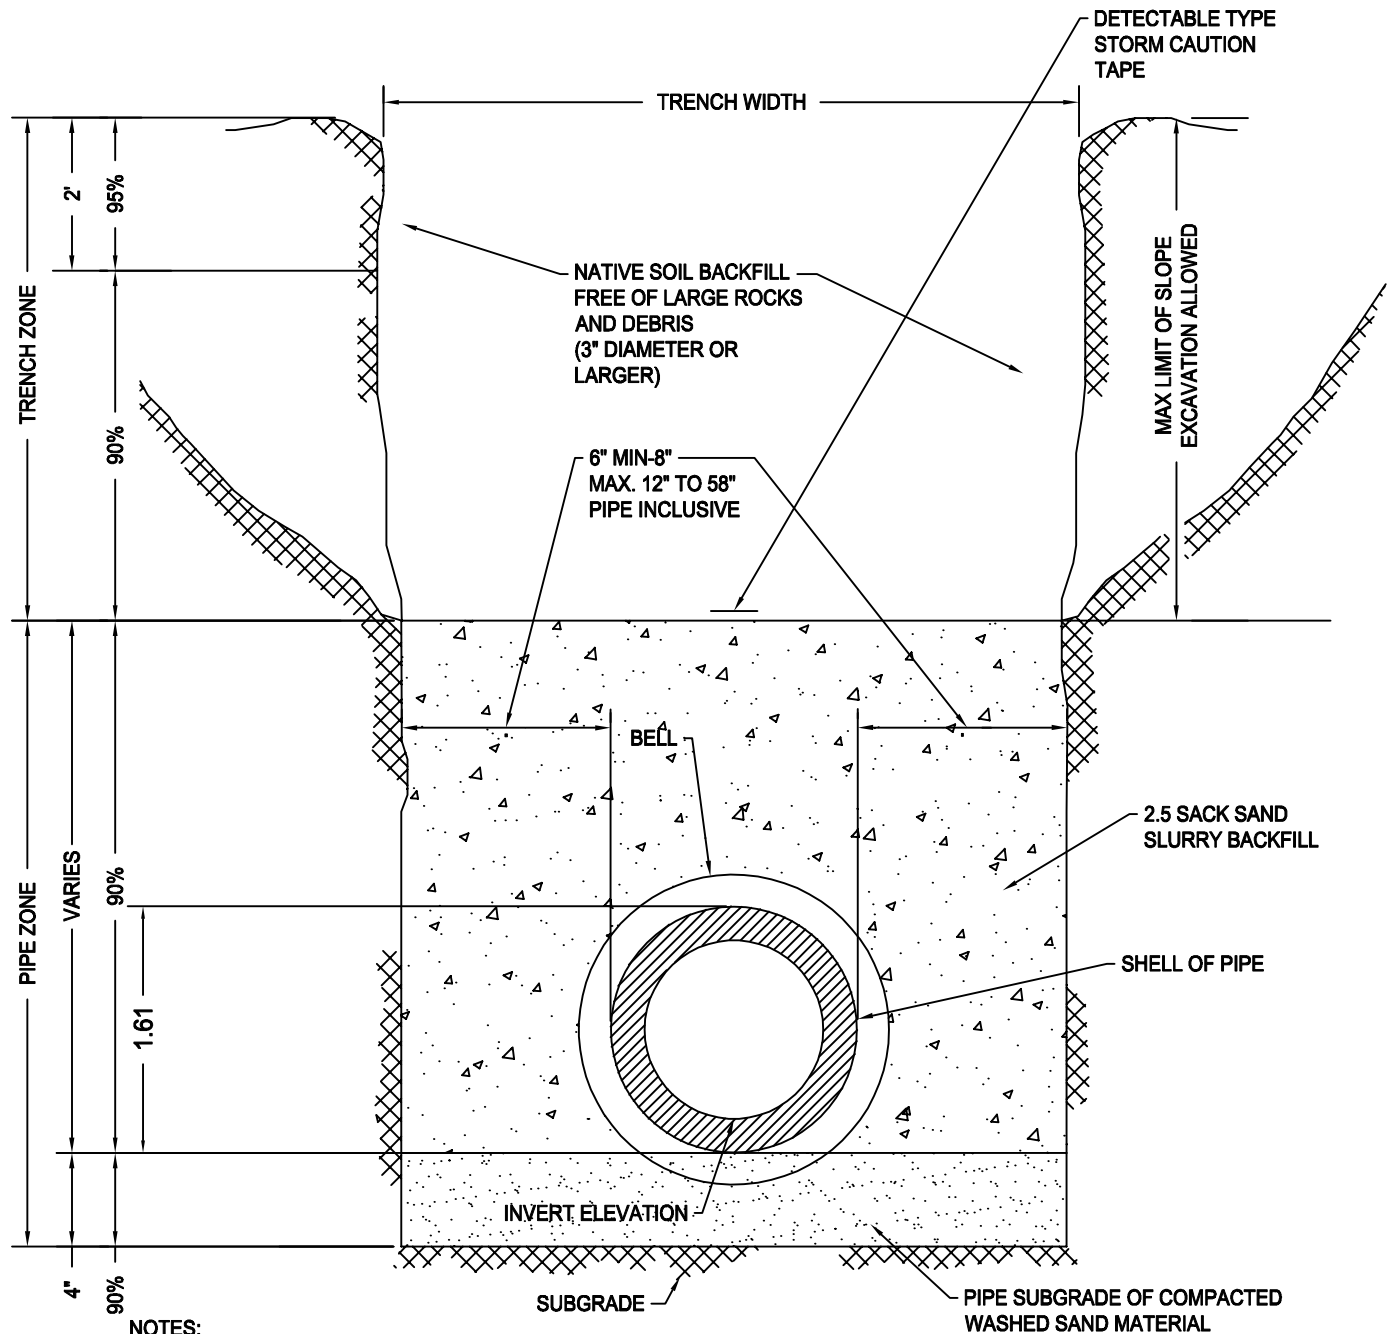 DETECTABLE TYPE
STORM CAUTION
TAPE
TRENCH WIDTH
2'
95%
TRENCH ZONE
NATIVE SOIL BACKFILL
FREE OF LARGE ROCKS
AND DEBRIS
(3" DIAMETER OR
LARGER)
MAX LIMIT OF SLOPE
EXCAVATION ALLOWED
90%
6" MIN-8"
MAX. 12" TO 58"
PIPE INCLUSIVE
BELL
2.5 SACK SAND
SLURRY BACKFILL
PIPE ZONE
VARIES
90%
SHELL OF PIPE
1.61
INVERT ELEVATION
4"
90%
SUBGRADE
PIPE SUBGRADE OF COMPACTED
WASHED SAND MATERIAL
NOTES: